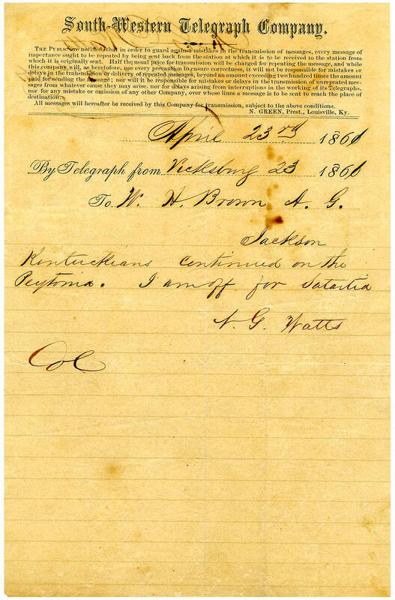 South-Western Telegraph Company.
THE PUBLIC are notified that in order to guard against mistakes in the transmission of messages, every message of
importance ought to be repeated by being sent back from the station at which it is to be received to the station from
which it is originally sent. Half the usual price for transmission will be charged for repeating the message, and while
this company will, as heretofore, use every precaution to ensure correctness, it will not be responsible for mistakes or
delays in the transmission or delivery of repeated messages, beyond an amount exceeding two hundred times the amount
paid for sending the message; nor will it be responsible for mistakes or delays in the transmission of unrepeated mes-
sages from whatever cause they may arise, nor for delays arising from interruptions in the working of its Telegraphs,
nor for any mistake or omission of any other Company, over whose lines a message is to be sent to reach the place of
destination.
All messages will hereafter be received by this Company for transmission, subject to the above conditions.
N. GREEN, Prest., Louisville, Ky.
April 23rd 1861
By Telegraph from Vicksburg 23 1861
To W. H. Brown, A. G.
Jackson
Kentuckians continued on the
Peytona. I am off for Satartia
A. G. Watts
Col